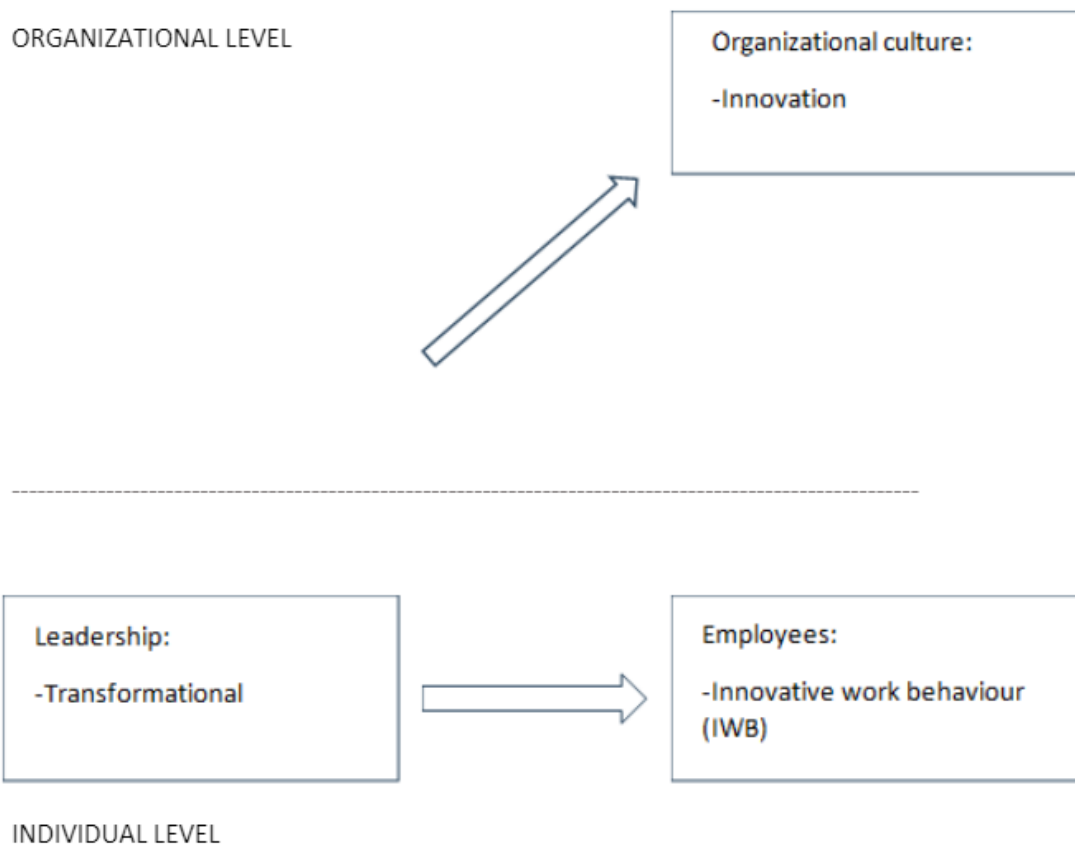 ORGANIZATIONAL LEVEL
Organizational culture:
-Innovation
Leadership:
-Transformational
Employees:
-Innovative work behaviour
(IWB)
INDIVIDUAL LEVEL